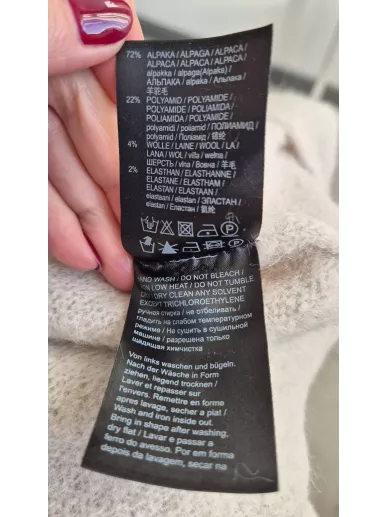 72% ALPAKA / ALPAGA / ALPACA /
ALPACA / ALPACA / ALPACA /
alpakka / alpaga(Alpaka) /
АЛЬПАКА / alpaka / Альпака /
羊驼毛
22% POLYAMID / POLYAMIDE /
POLYAMIDE / POLIAMIDA /
POLIAMIDA / POLYAMIDE /
polyamidi / poliamid / ПОЛИАМИД /
polyamid / Поліамід / 锦纶
4% WOLLE / LAINE / WOOL / LA /
LANA / WOL / villa / wełna /
ШЕРСТЬ / vlna / Вовна / 羊毛
2% ELASTHAN / ELASTHANNE /
ELASTANE / ELASTHAM /
ELASTAN / ELASTAAN /
elastaani / elastan / ЭЛАСТАН /
elastan / Еластан / 氨纶
HAND WASH / DO NOT BLEACH /
IRON LOW HEAT / DO NOT TUMBLE
DRY / DRY CLEAN ANY SOLVENT
EXCEPT TRICHLOROETHYLENE
ручная стирка / не отбеливать /
гладить на слабом температурном
режиме / Не сушить в сушильной
машине / разрешена только
щадящая химчистка
Von links waschen und bügeln.
Nach der Wäsche in Form
ziehen, liegend trocknen /
Laver et repasser sur
l'envers. Remettre en forme
apres lavage, secher a plat /
Wash and iron inside out.
Bring in shape after washing,
dry flat / Lavar e passar a
ferro do avesso. Por em forma
depois da lavagem, secar na